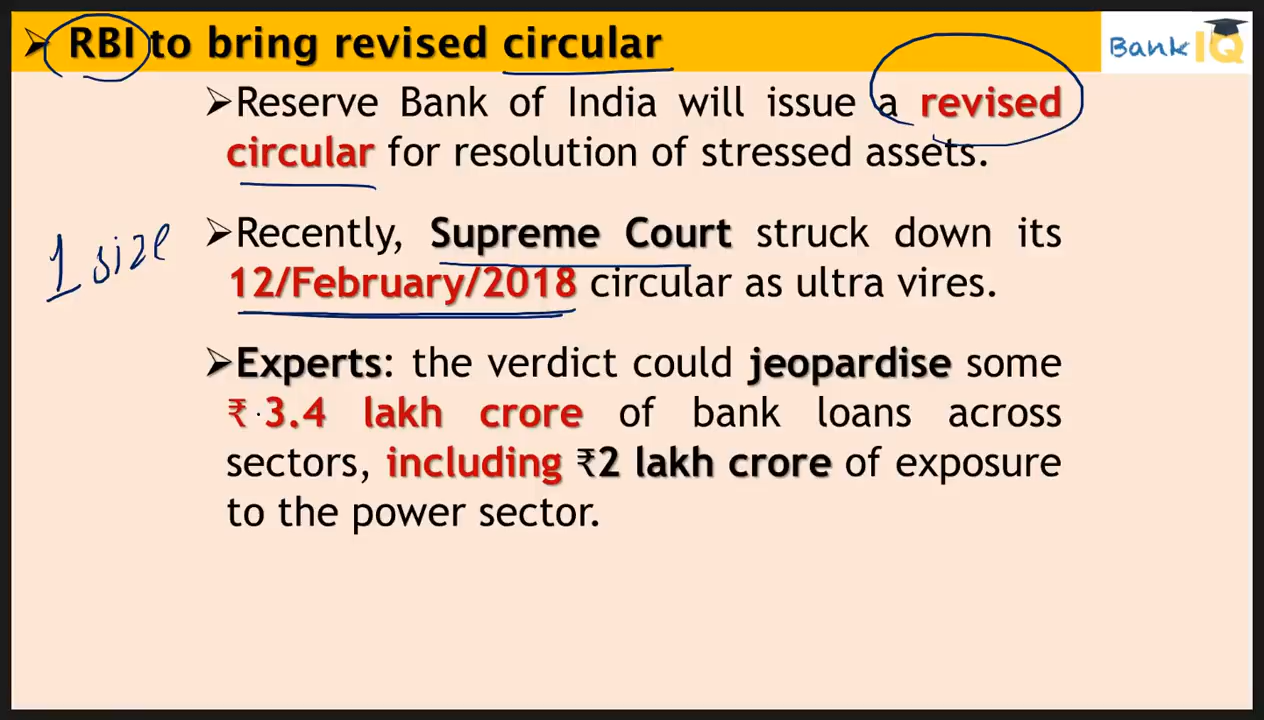 ➤ RBI to bring revised circular
Bank IQ
➤Reserve Bank of India will issue a revised
circular for resolution of stressed assets.
1 size
➤Recently, Supreme Court struck down its
12/February/2018 circular as ultra vires.
➤Experts: the verdict could jeopardise some
₹ 3.4 lakh crore of bank loans across
sectors, including ₹2 lakh crore of exposure
to the power sector.